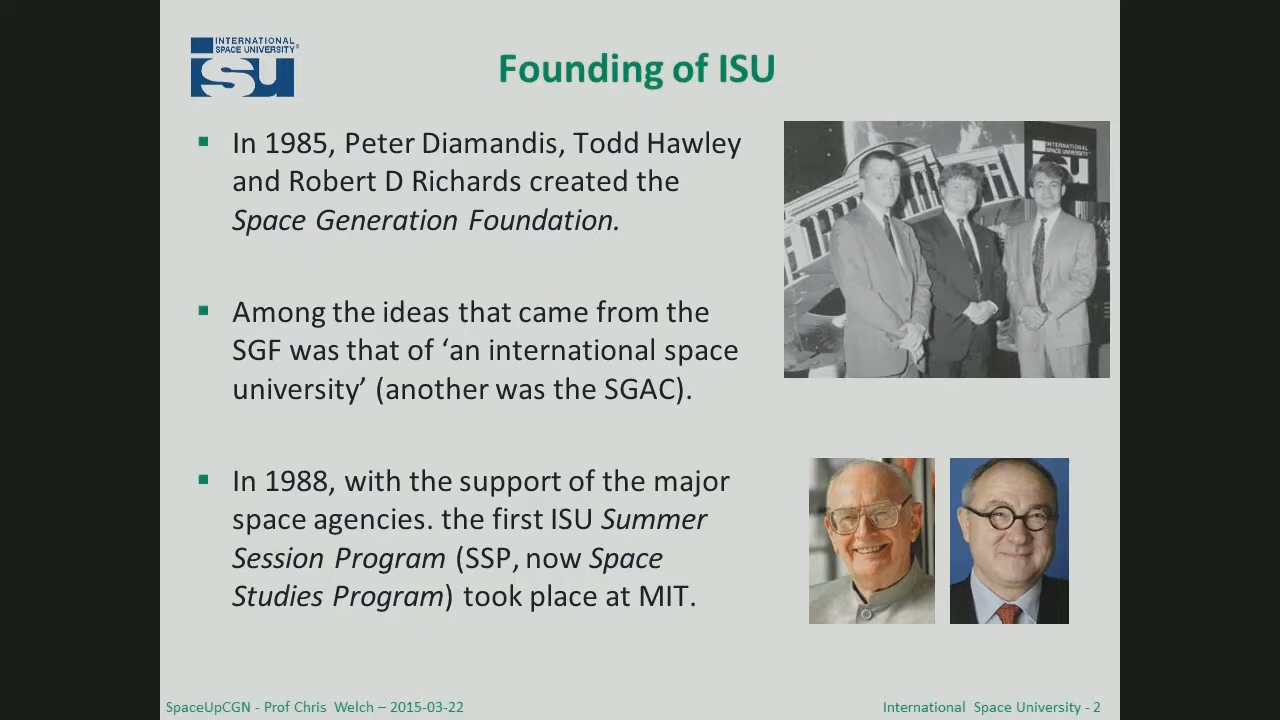 INTERNATIONAL
SPACE UNIVERSITY®
isu
Founding of ISU
▪ In 1985, Peter Diamandis, Todd Hawley
and Robert D Richards created the
Space Generation Foundation.
▪ Among the ideas that came from the
SGF was that of ‘an international space
university’ (another was the SGAC).
▪ In 1988, with the support of the major
space agencies. the first ISU Summer
Session Program (SSP, now Space
Studies Program) took place at MIT.
INTERNATIONAL
SPACE UNIVERSITY
isu
SpaceUpCGN - Prof Chris Welch – 2015-03-22
International Space University - 2